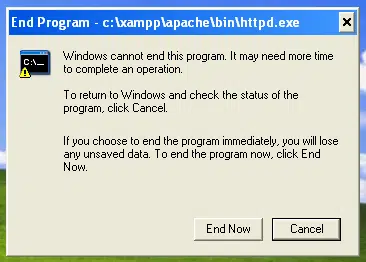 End Program - c:\xampp\apache\bin\httpd.exe
C:\..
Windows cannot end this program. It may need more time
to complete an operation.
To return to Windows and check the status of the
program, click Cancel.
If you choose to end the program immediately, you will lose
any unsaved data. To end the program now, click End
Now.
End Now
Cancel